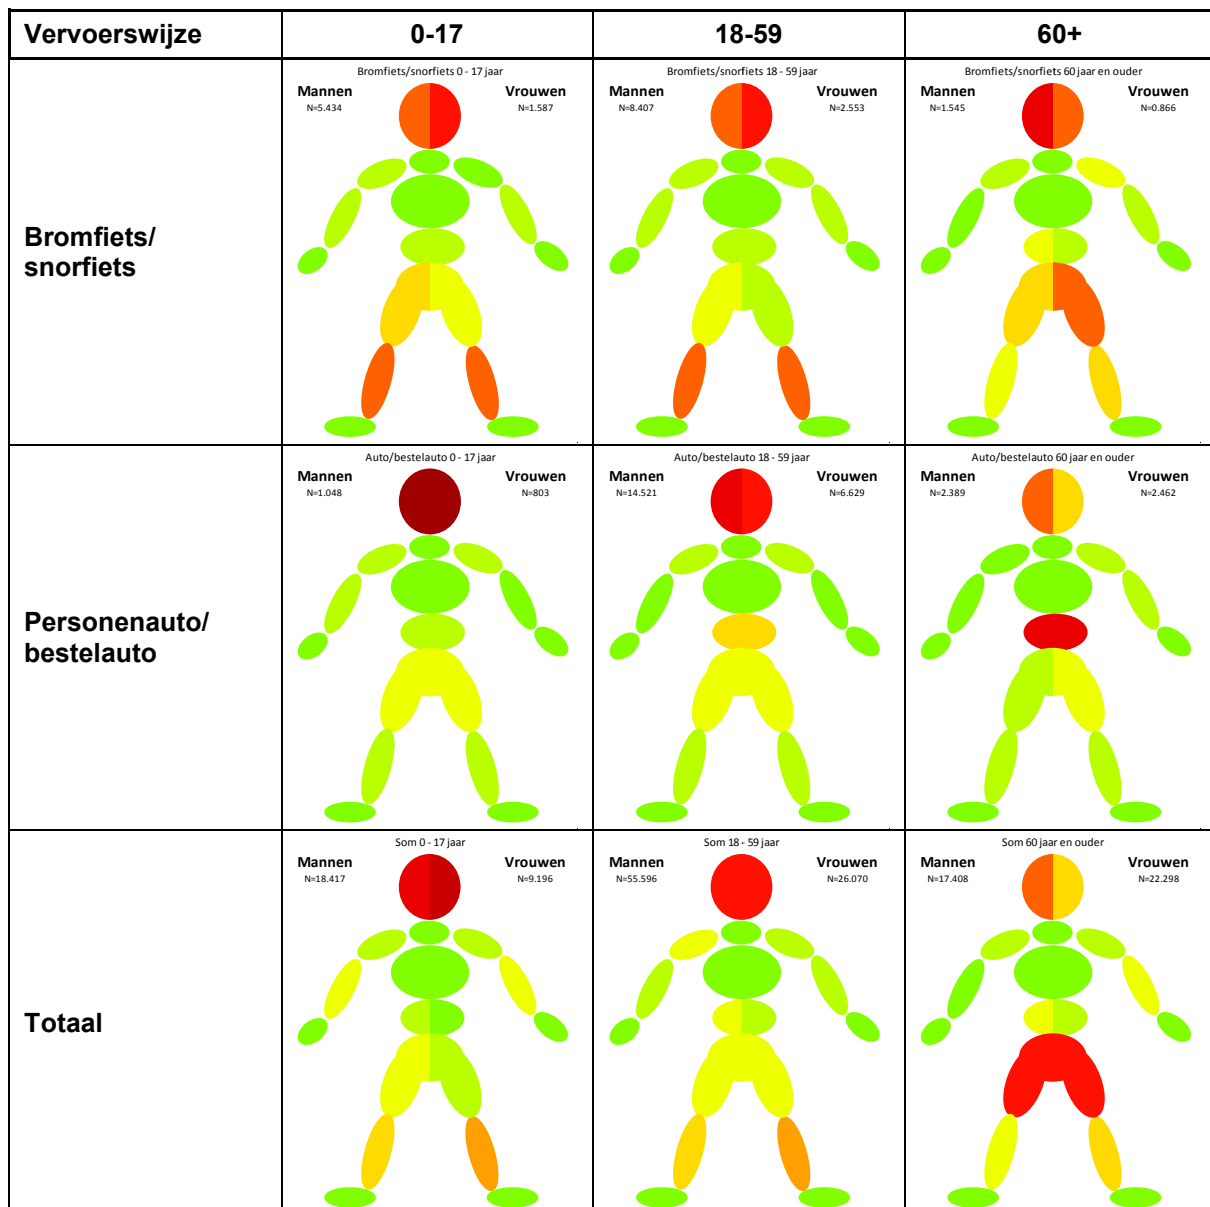 Vervoerswijze 0-17 18-59 60+
Bromfiets/snorfiets 0 - 17 jaar
Mannen Vrouwen
N=5.434 N=1.587
Bromfiets/snorfiets 18 - 59 jaar
Mannen Vrouwen
N=8.407 N=2.553
Bromfiets/snorfiets 60 jaar en ouder
Mannen Vrouwen
N=1.545 N=0.866
Bromfiets/
snorfiets
Auto/bestelauto 0 - 17 jaar
Mannen Vrouwen
N=1.048 N=803
Auto/bestelauto 18 - 59 jaar
Mannen Vrouwen
N=14.521 N=6.629
Auto/bestelauto 60 jaar en ouder
Mannen Vrouwen
N=2.389 N=2.462
Personenauto/
bestelauto
Som 0 - 17 jaar
Mannen Vrouwen
N=18.417 N=9.196
Som 18 - 59 jaar
Mannen Vrouwen
N=55.596 N=26.070
Som 60 jaar en ouder
Mannen Vrouwen
N=17.408 N=22.298
Totaal